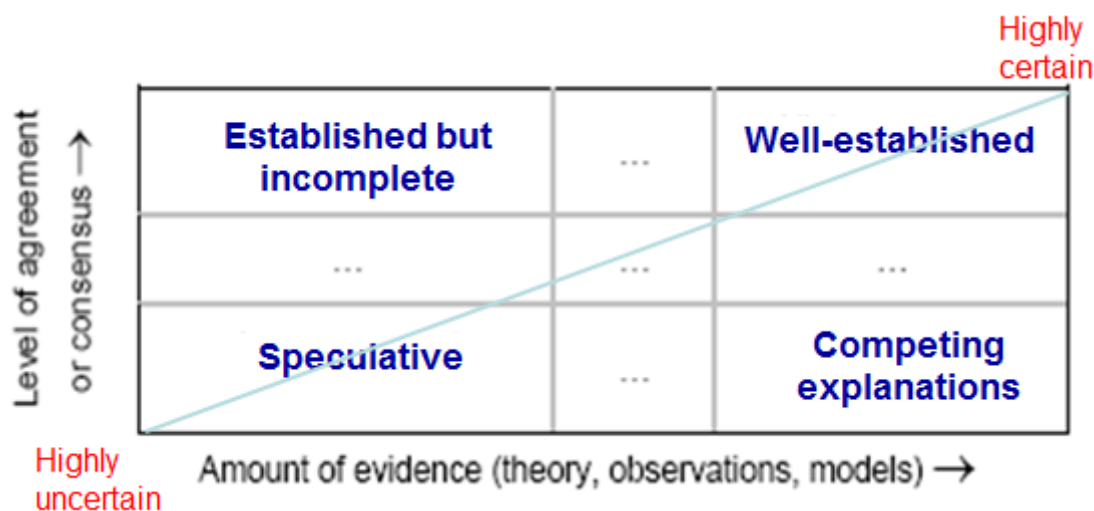 Highly
certain
Established but
incomplete
...
Well-established
...
...
...
Speculative
...
Competing
explanations
Level of agreement
or consensus →
Highly
uncertain
Amount of evidence (theory, observations, models) →